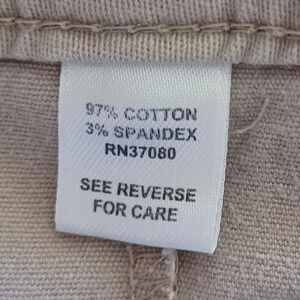 97% COTTON
3% SPANDEX
RN37080
SEE REVERSE
FOR CARE